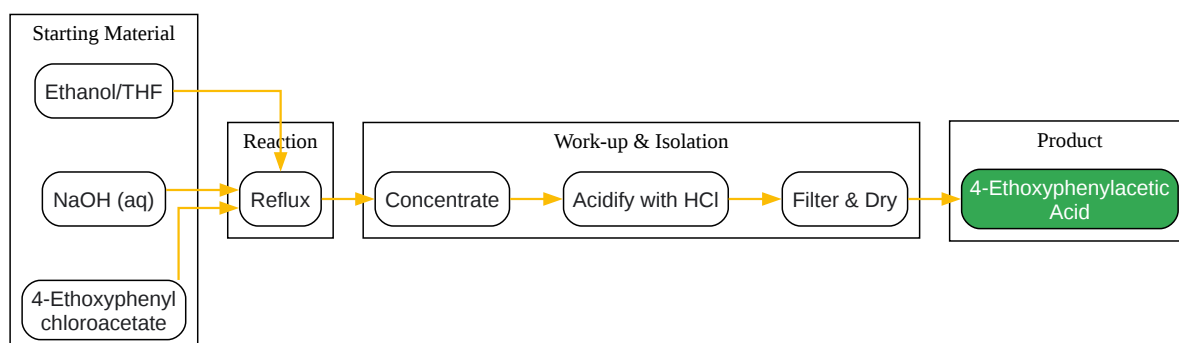 Starting Material
Ethanol/THF
NaOH (aq)
4-Ethoxyphenyl
chloroacetate
Reaction
Reflux
Work-up & Isolation
Concentrate
Acidify with HCl
Filter & Dry
Product
4-Ethoxyphenylacetic
Acid